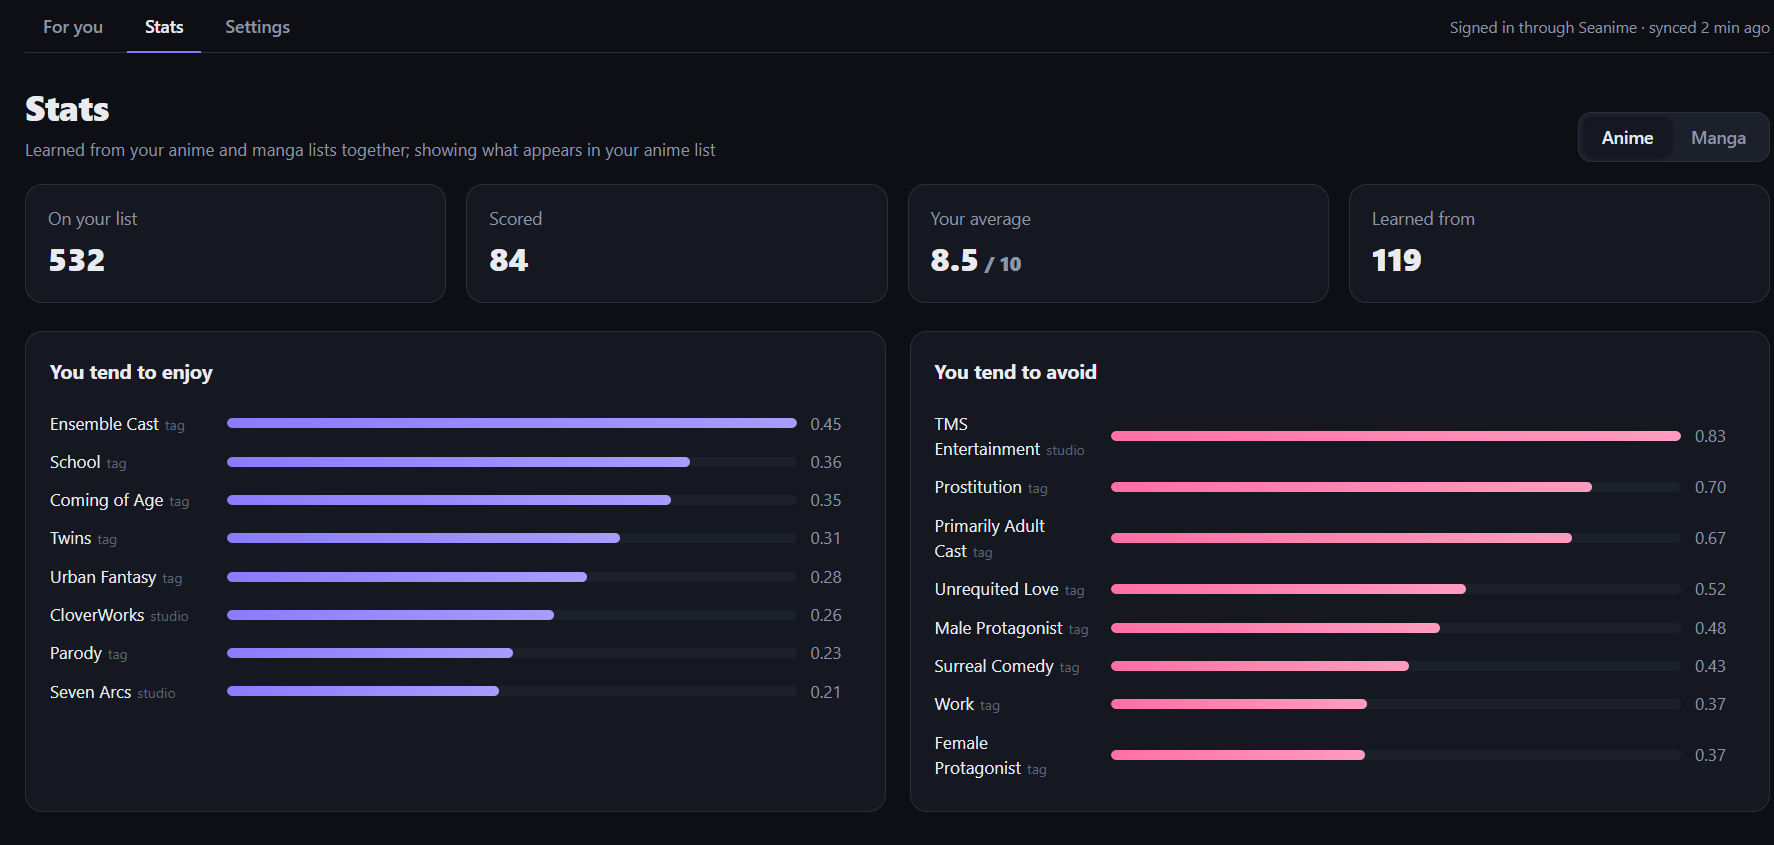 For you Stats Settings Signed in through Seanime · synced 2 min ago
Stats
Learned from your anime and manga lists together; showing what appears in your anime list
Anime Manga
On your list
532
Scored
84
Your average
8.5 / 10
Learned from
119
You tend to enjoy
Ensemble Cast tag 0.45
School tag 0.36
Coming of Age tag 0.35
Twins tag 0.31
Urban Fantasy tag 0.28
CloverWorks studio 0.26
Parody tag 0.23
Seven Arcs studio 0.21
You tend to avoid
TMS
Entertainment studio 0.83
Prostitution tag 0.70
Primarily Adult
Cast tag 0.67
Unrequited Love tag 0.52
Male Protagonist tag 0.48
Surreal Comedy tag 0.43
Work tag 0.37
Female
Protagonist tag 0.37